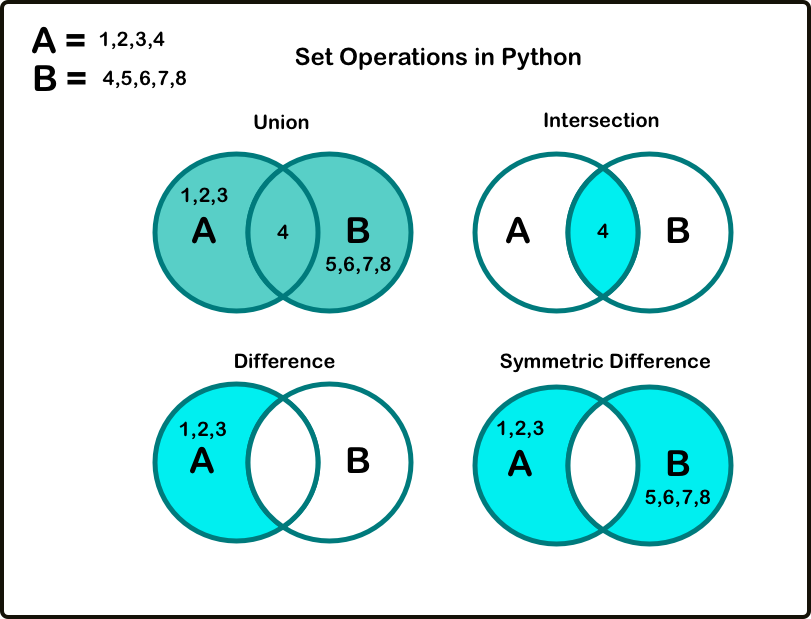 A = 1,2,3,4
B = 4,5,6,7,8
Set Operations in Python
Union
1,2,3
A
4
B
5,6,7,8
Intersection
A
4
B
Difference
1,2,3
A
B
Symmetric Difference
1,2,3
A
B
5,6,7,8